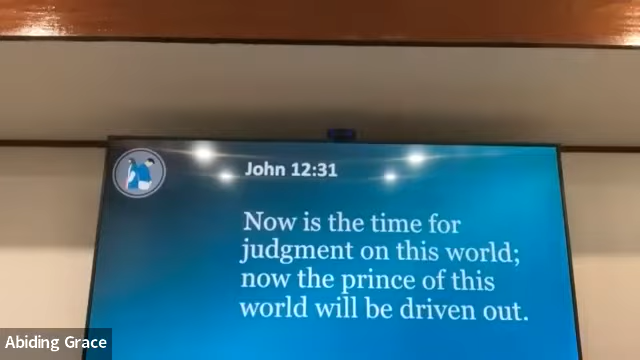 John 12:31
Now is the time for
judgment on this world;
now the prince of this
world will be driven out.
Abiding Grace